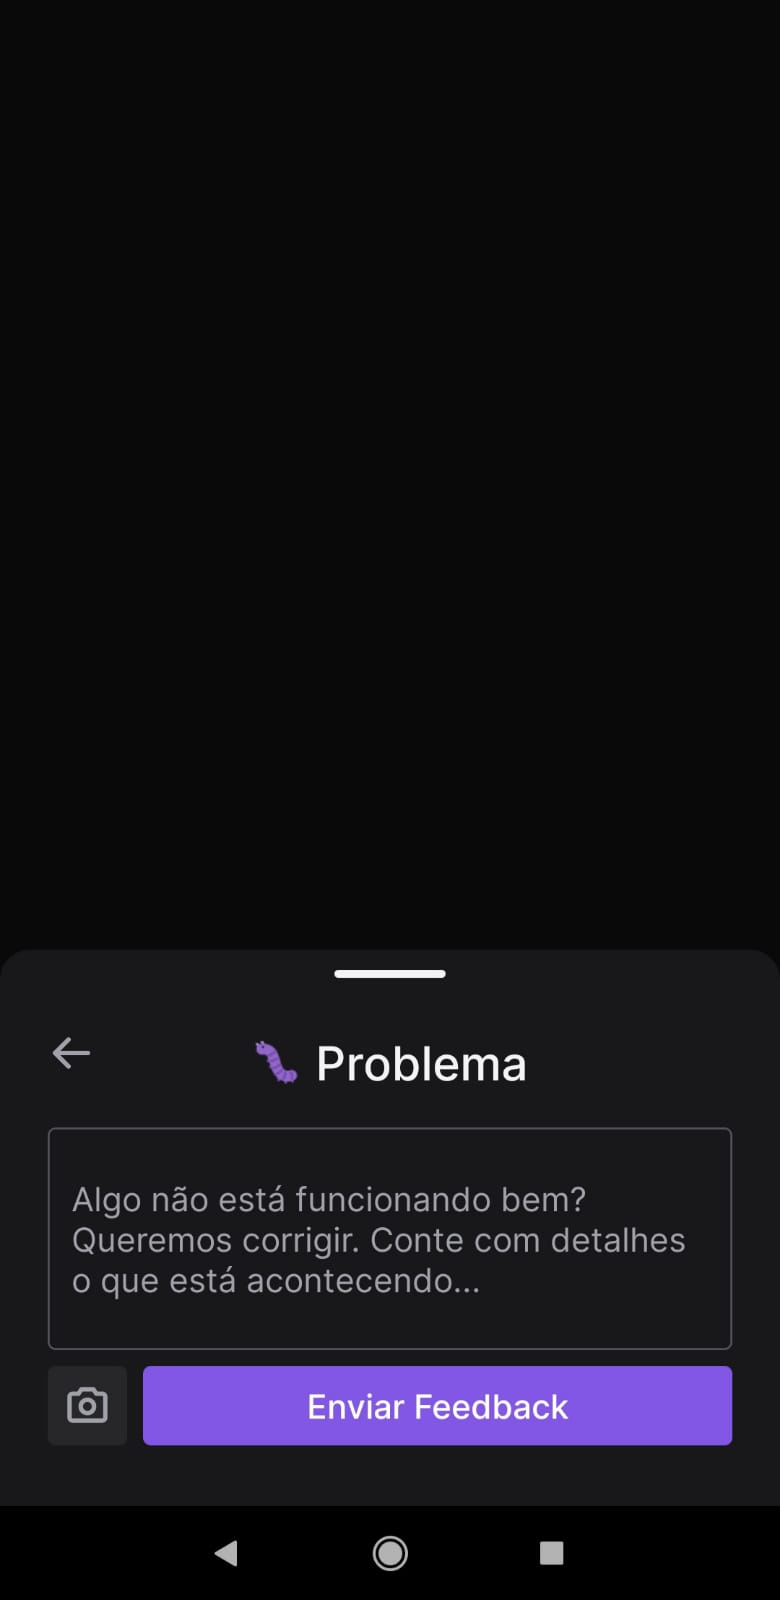 Problema
Algo não está funcionando bem?
Queremos corrigir. Conte com detalhes
o que está acontecendo...
Enviar Feedback